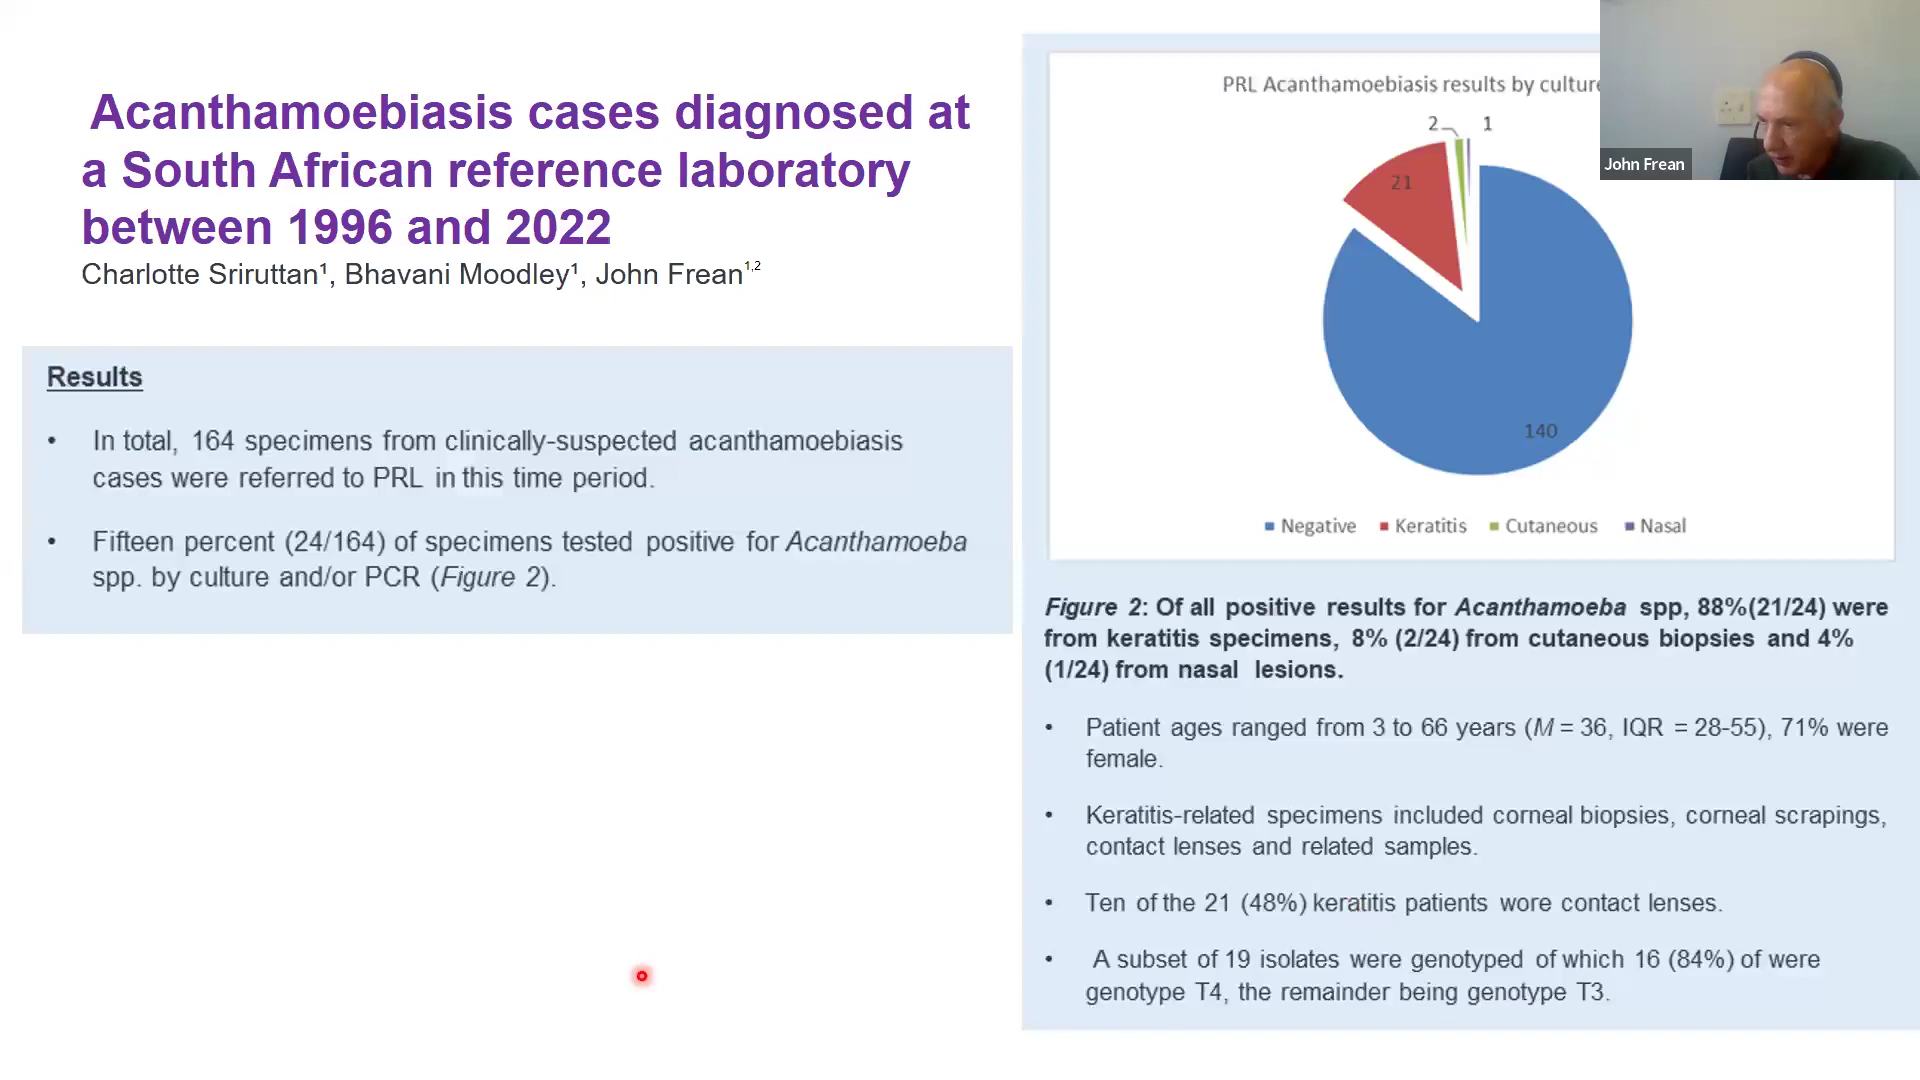 Acanthamoebiasis cases diagnosed at
a South African reference laboratory
between 1996 and 2022
Charlotte Sriruttan¹, Bhavani Moodley¹, John Frean¹,²
Results
• In total, 164 specimens from clinically-suspected acanthamoebiasis
cases were referred to PRL in this time period.
• Fifteen percent (24/164) of specimens tested positive for Acanthamoeba
spp. by culture and/or PCR (Figure 2).
PRL Acanthamoebiasis results by culture
2
1
21
140
Negative Keratitis Cutaneous Nasal
Figure 2: Of all positive results for Acanthamoeba spp, 88%(21/24) were
from keratitis specimens, 8% (2/24) from cutaneous biopsies and 4%
(1/24) from nasal lesions.
• Patient ages ranged from 3 to 66 years (M = 36, IQR = 28-55), 71% were
female.
• Keratitis-related specimens included corneal biopsies, corneal scrapings,
contact lenses and related samples.
• Ten of the 21 (48%) keratitis patients wore contact lenses.
• A subset of 19 isolates were genotyped of which 16 (84%) of were
genotype T4, the remainder being genotype T3.
John Frean